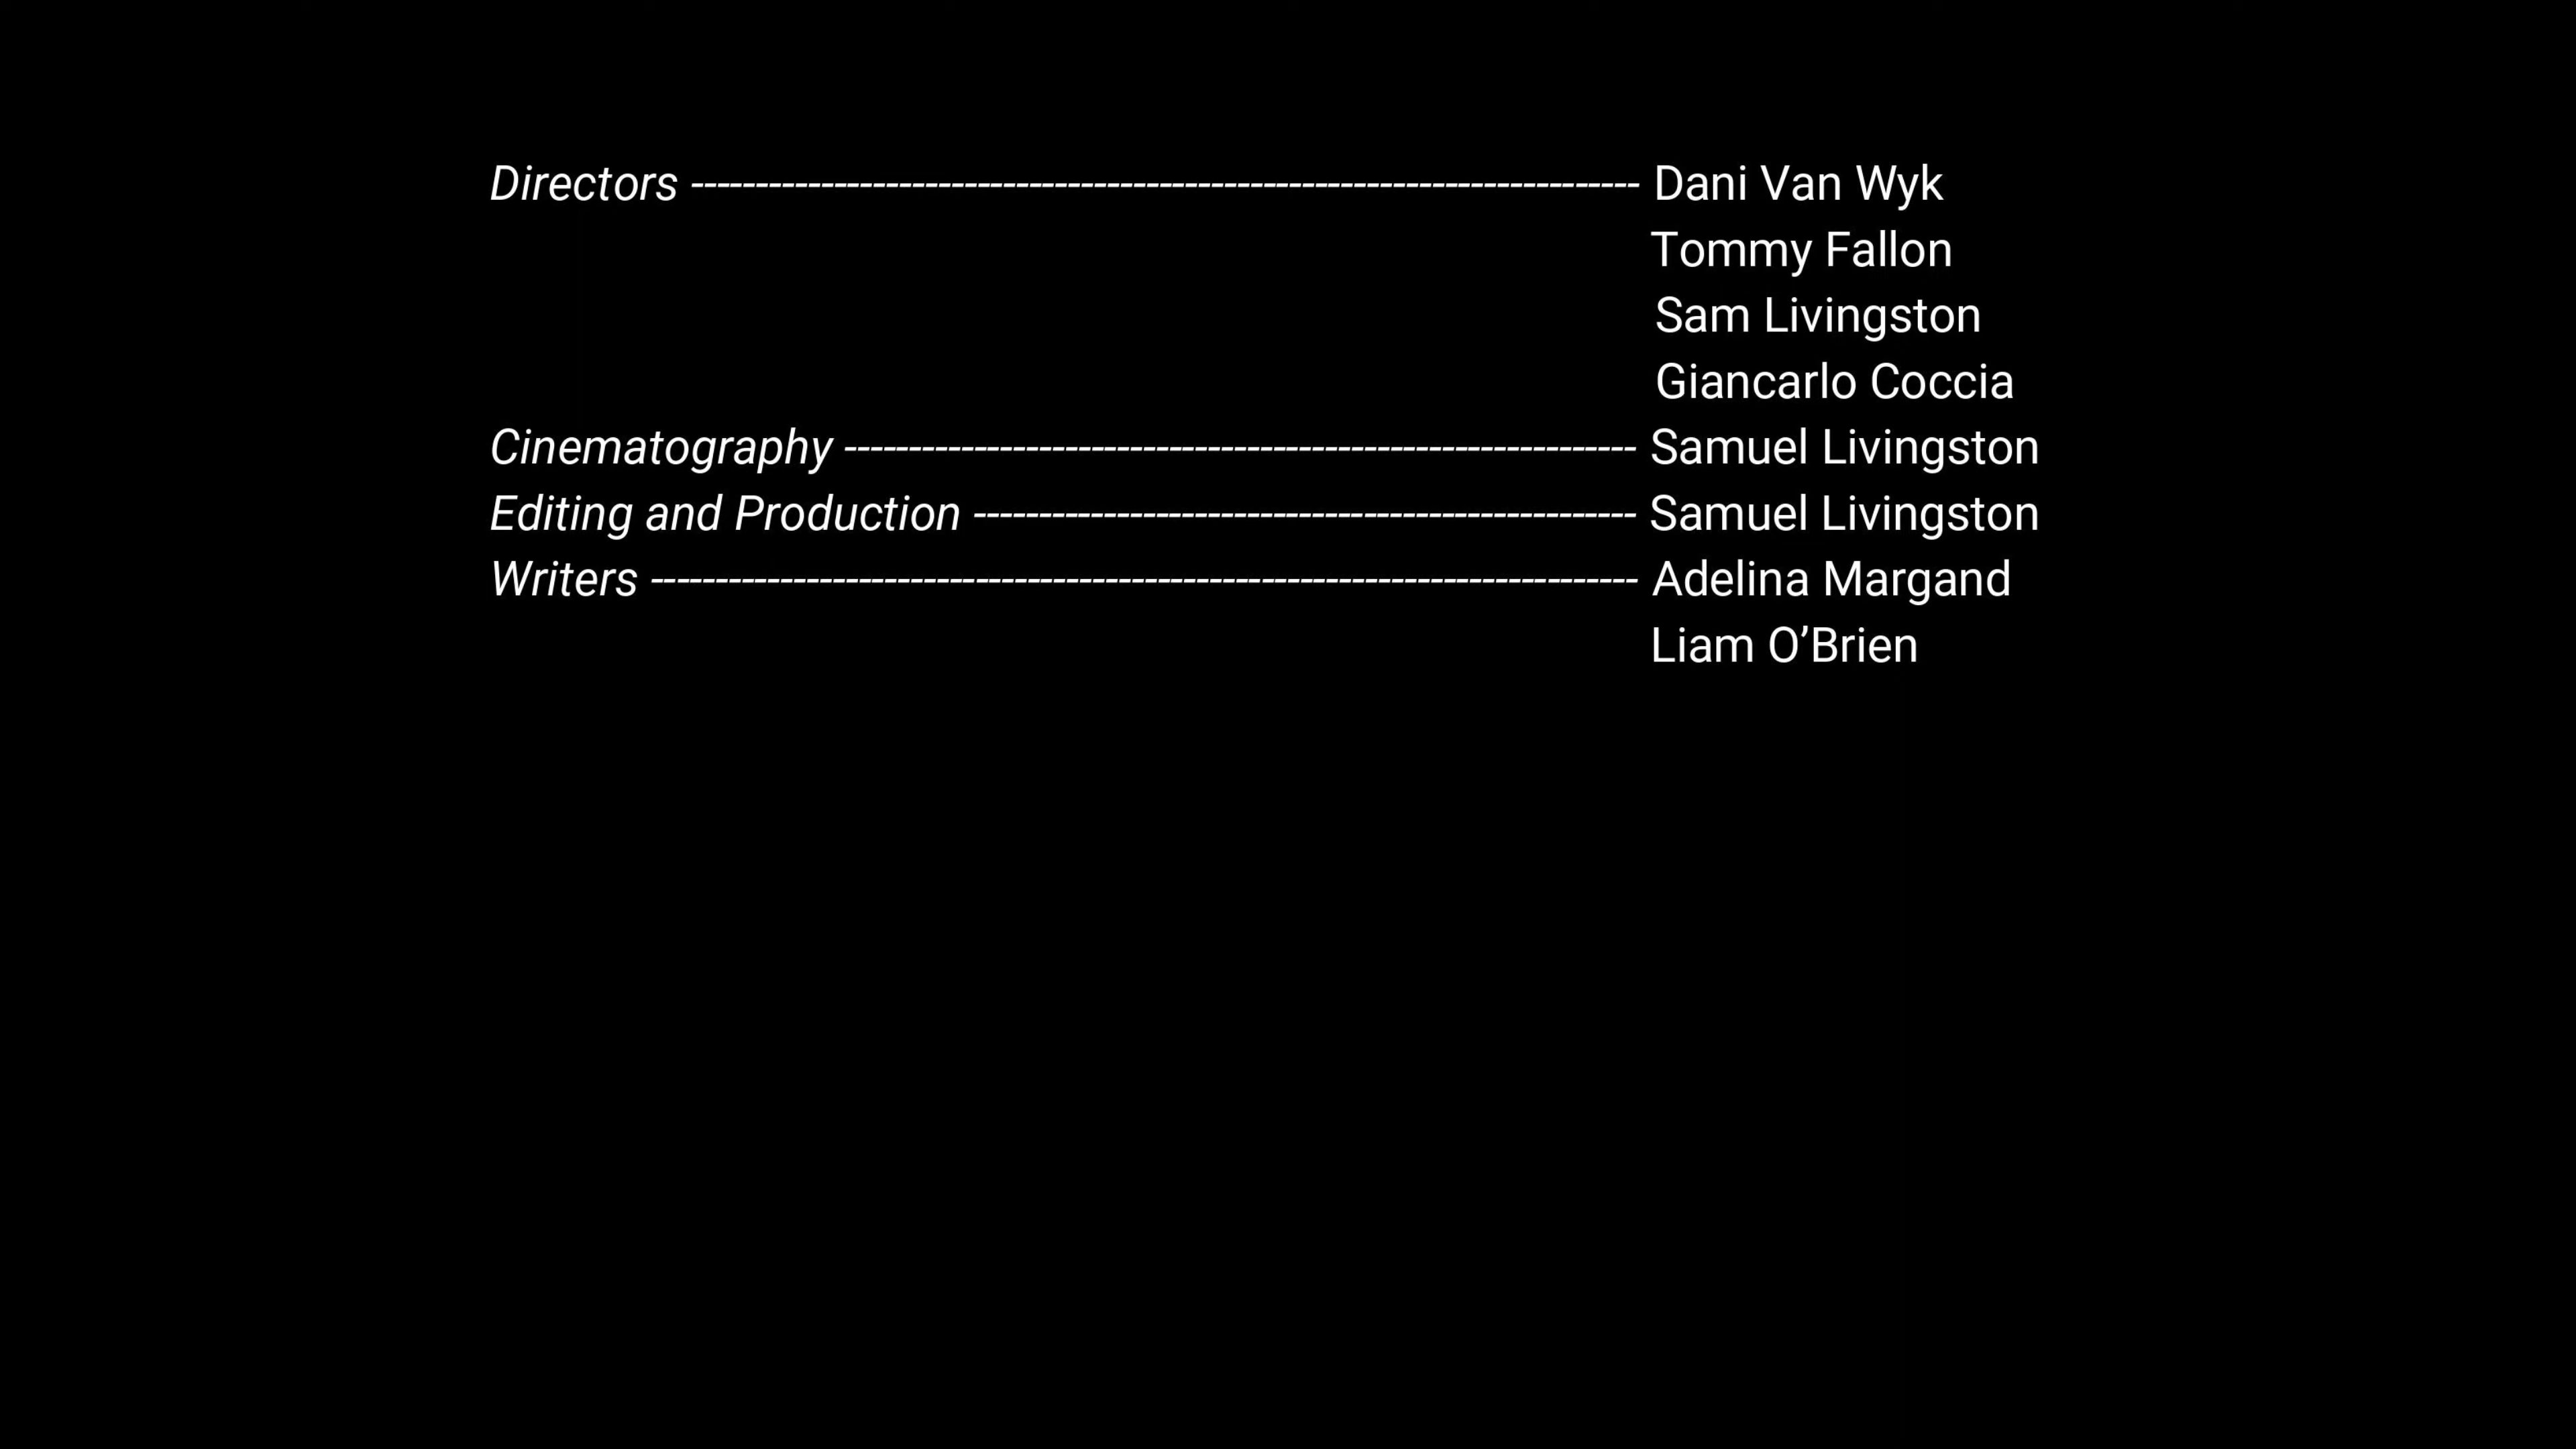 Directors ------------------------------------------------------------------------ Dani Van Wyk
Tommy Fallon
Sam Livingston
Giancarlo Coccia
Cinematography ------------------------------------------------------------ Samuel Livingston
Editing and Production -------------------------------------------------- Samuel Livingston
Writers --------------------------------------------------------------------------- Adelina Margand
Liam O’Brien